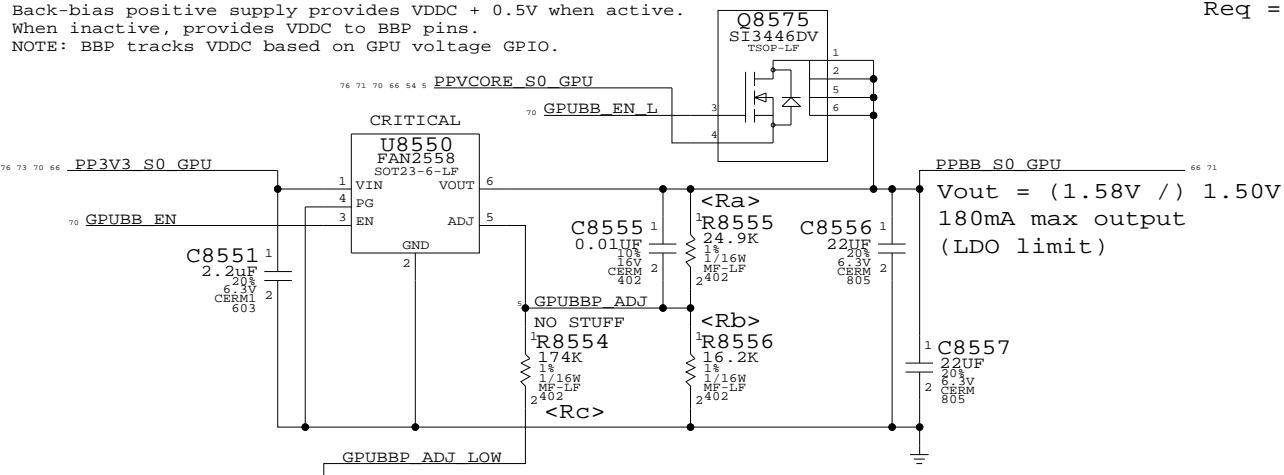 Back-bias positive supply provides VDDC + 0.5V when active.
When inactive, provides VDDC to BBP pins.
NOTE: BBP tracks VDDC based on GPU voltage GPIO.
Req =
Q8575
SI3446DV
TSOP-LF
1
2
5
6
3
4
76 71 70 66 54 5 PPVCORE_S0_GPU
70 GPUBB_EN_L
CRITICAL
U8550
FAN2558
SOT23-6-LF
76 73 70 66 PP3V3_S0_GPU
1 VIN VOUT 6
4 PG
70 GPUBB_EN
3 EN ADJ 5
GND
2
PPBB_S0_GPU 66 71
Vout = (1.58V /) 1.50V
180mA max output
(LDO limit)
C8551 1
2.2uF
20%
6.3V 2
CERM1
603
C8555 1
0.01UF
10%
16V
CERM 2
402
<Ra>
1 R8555
24.9K
1%
1/16W
MF-LF
2 402
C8556 1
22UF
20%
6.3V
CERM 2
805
5 GPUBBP_ADJ
NO STUFF
1 R8554
174K
1%
1/16W
MF-LF
2 402
<Rc>
<Rb>
1 R8556
16.2K
1%
1/16W
MF-LF
2 402
1 C8557
22UF
20%
2 6.3V
CERM
805
GPUBBP_ADJ_LOW